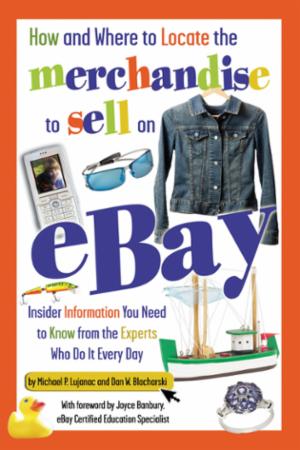 How and Where to Locate the
merchandise
to sell on
eBay
Insider Information You Need
to Know from the Experts
Who Do It Every Day
by Michael P. Lujanac and Dan W. Blacharski
With foreword by Joyce Banbury,
eBay Certified Education Specialist